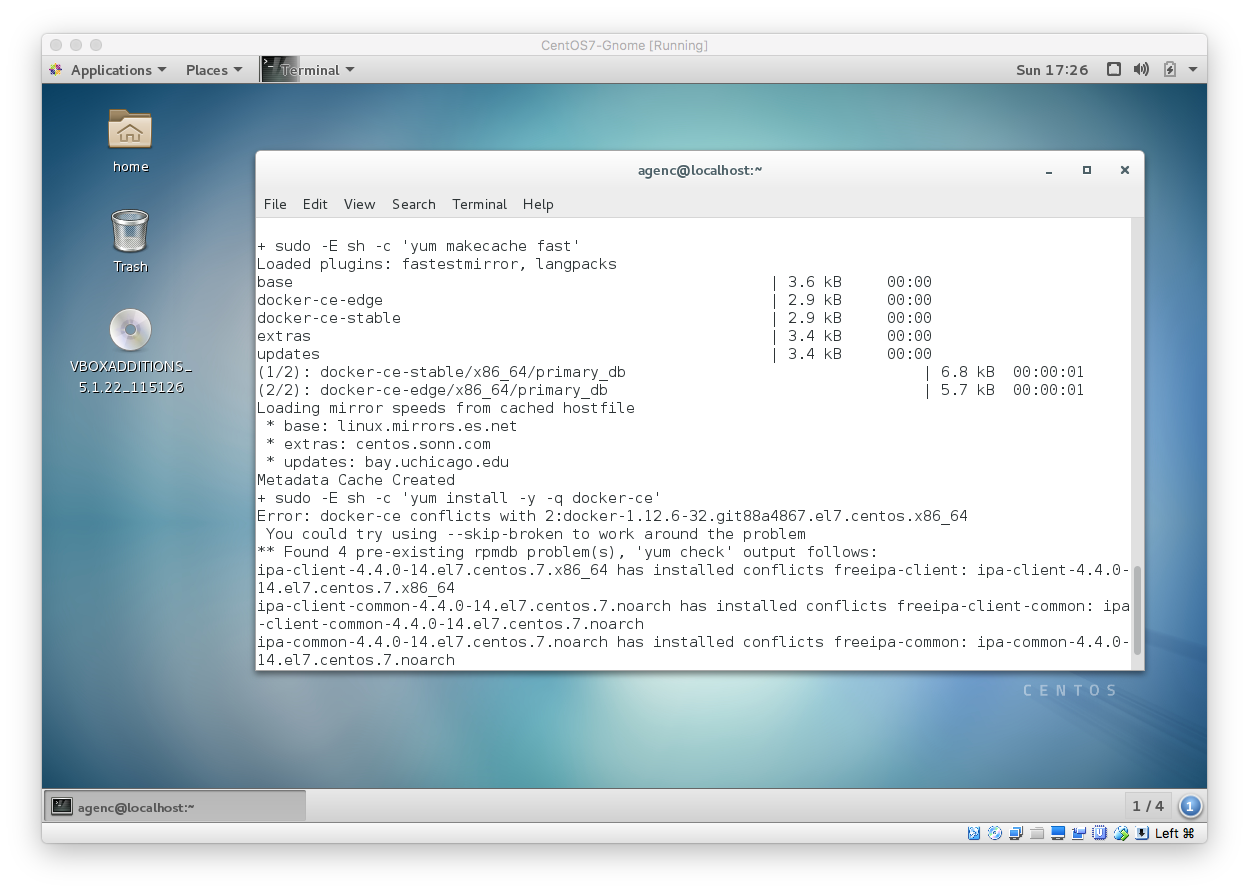 CentOS7-Gnome [Running]
Applications Places Terminal Sun 17:26
home
Trash
VBOXADDITIONS_
5.1.22_115126
agenc@localhost:~
File Edit View Search Terminal Help
+ sudo -E sh -c 'yum makecache fast'
Loaded plugins: fastestmirror, langpacks
base | 3.6 kB 00:00
docker-ce-edge | 2.9 kB 00:00
docker-ce-stable | 2.9 kB 00:00
extras | 3.4 kB 00:00
updates | 3.4 kB 00:00
(1/2): docker-ce-stable/x86_64/primary_db | 6.8 kB 00:00:01
(2/2): docker-ce-edge/x86_64/primary_db | 5.7 kB 00:00:01
Loading mirror speeds from cached hostfile
* base: linux.mirrors.es.net
* extras: centos.sonn.com
* updates: bay.uchicago.edu
Metadata Cache Created
+ sudo -E sh -c 'yum install -y -q docker-ce'
Error: docker-ce conflicts with 2:docker-1.12.6-32.git88a4867.el7.centos.x86_64
You could try using --skip-broken to work around the problem
** Found 4 pre-existing rpmdb problem(s), 'yum check' output follows:
ipa-client-4.4.0-14.el7.centos.7.x86_64 has installed conflicts freeipa-client: ipa-client-4.4.0-
14.el7.centos.7.x86_64
ipa-client-common-4.4.0-14.el7.centos.7.noarch has installed conflicts freeipa-client-common: ipa
-client-common-4.4.0-14.el7.centos.7.noarch
ipa-common-4.4.0-14.el7.centos.7.noarch has installed conflicts freeipa-common: ipa-common-4.4.0-
14.el7.centos.7.noarch
CENTOS
agenc@localhost:~ 1 / 4 1
Left ⌘